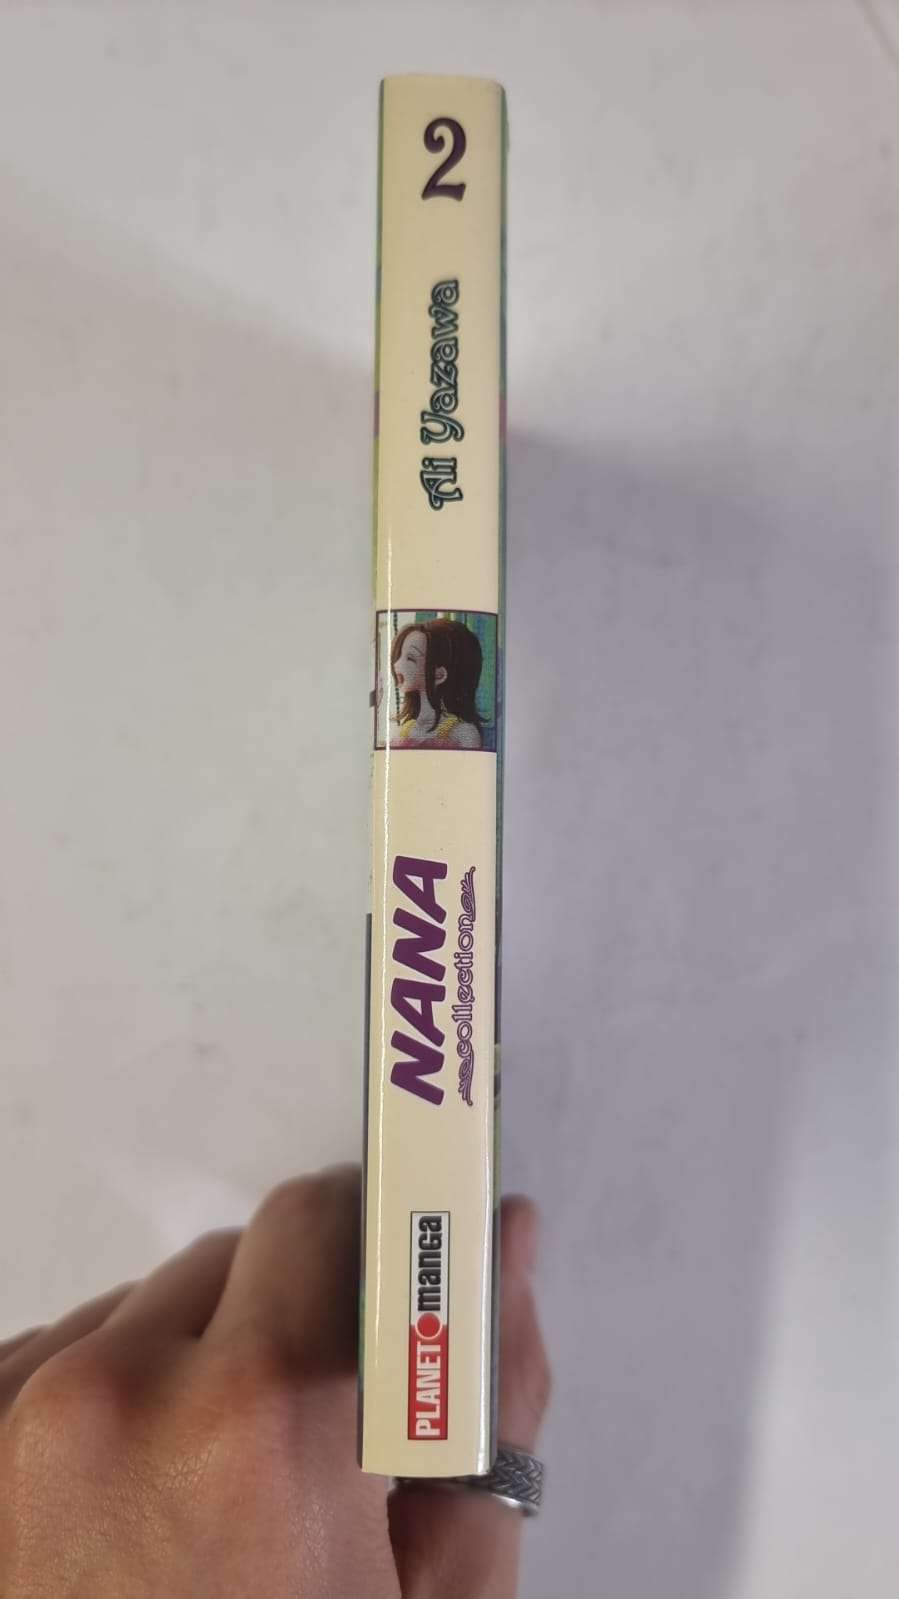 2
Ai Yazawa
NANA
collection
PLANET manga